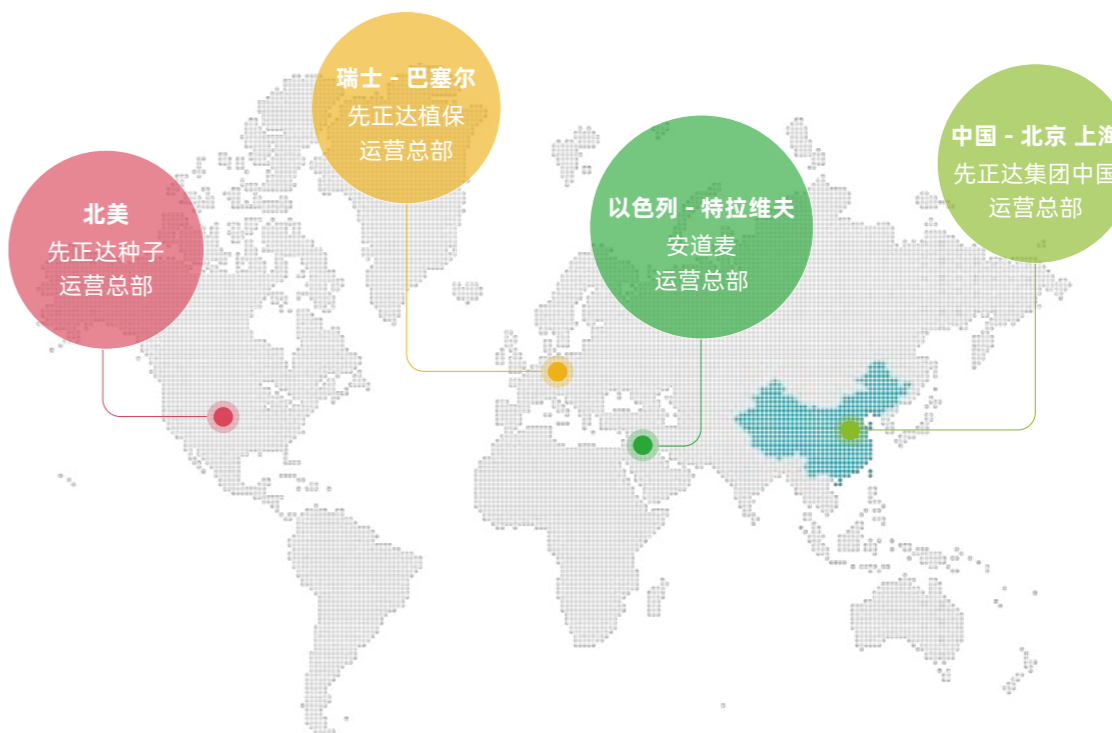 北美
先正达种子
运营总部
瑞士 - 巴塞尔
先正达植保
运营总部
以色列 - 特拉维夫
安道麦
运营总部
中国 - 北京 上海
先正达集团中国
运营总部